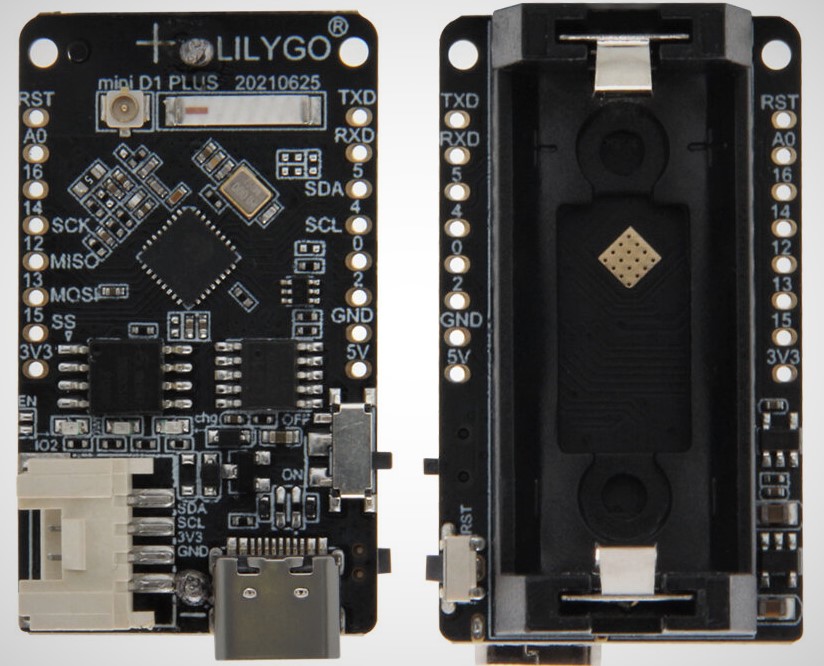 LILYGO®
mini D1 PLUS 20210625
RST
A0
16
14
12
13
15
3V3
SCK
MISO
MOSI
SS
TXD
RXD
5
4
0
2
GND
5V
SDA
SCL
EN
IO2
chg
OFF
ON
SDA
SCL
3V3
GND
TXD
RXD
5
4
0
2
GND
5V
RST
RST
A0
16
14
12
13
15
3V3